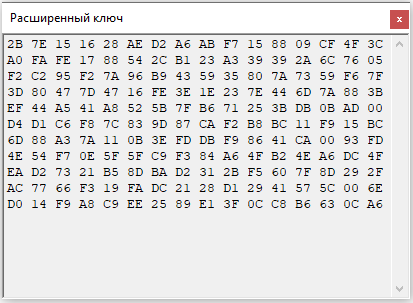 Расширенный ключ
x
2B 7E 15 16 28 AE D2 A6 AB F7 15 88 09 CF 4F 3C
A0 FA FE 17 88 54 2C B1 23 A3 39 39 2A 6C 76 05
F2 C2 95 F2 7A 96 B9 43 59 35 80 7A 73 59 F6 7F
3D 80 47 7D 47 16 FE 3E 1E 23 7E 44 6D 7A 88 3B
EF 44 A5 41 A8 52 5B 7F B6 71 25 3B DB 0B AD 00
D4 D1 C6 F8 7C 83 9D 87 CA F2 B8 BC 11 F9 15 BC
6D 88 A3 7A 11 0B 3E FD DB F9 86 41 CA 00 93 FD
4E 54 F7 0E 5F 5F C9 F3 84 A6 4F B2 4E A6 DC 4F
EA D2 73 21 B5 8D BA D2 31 2B F5 60 7F 8D 29 2F
AC 77 66 F3 19 FA DC 21 28 D1 29 41 57 5C 00 6E
D0 14 F9 A8 C9 EE 25 89 E1 3F 0C C8 B6 63 0C A6